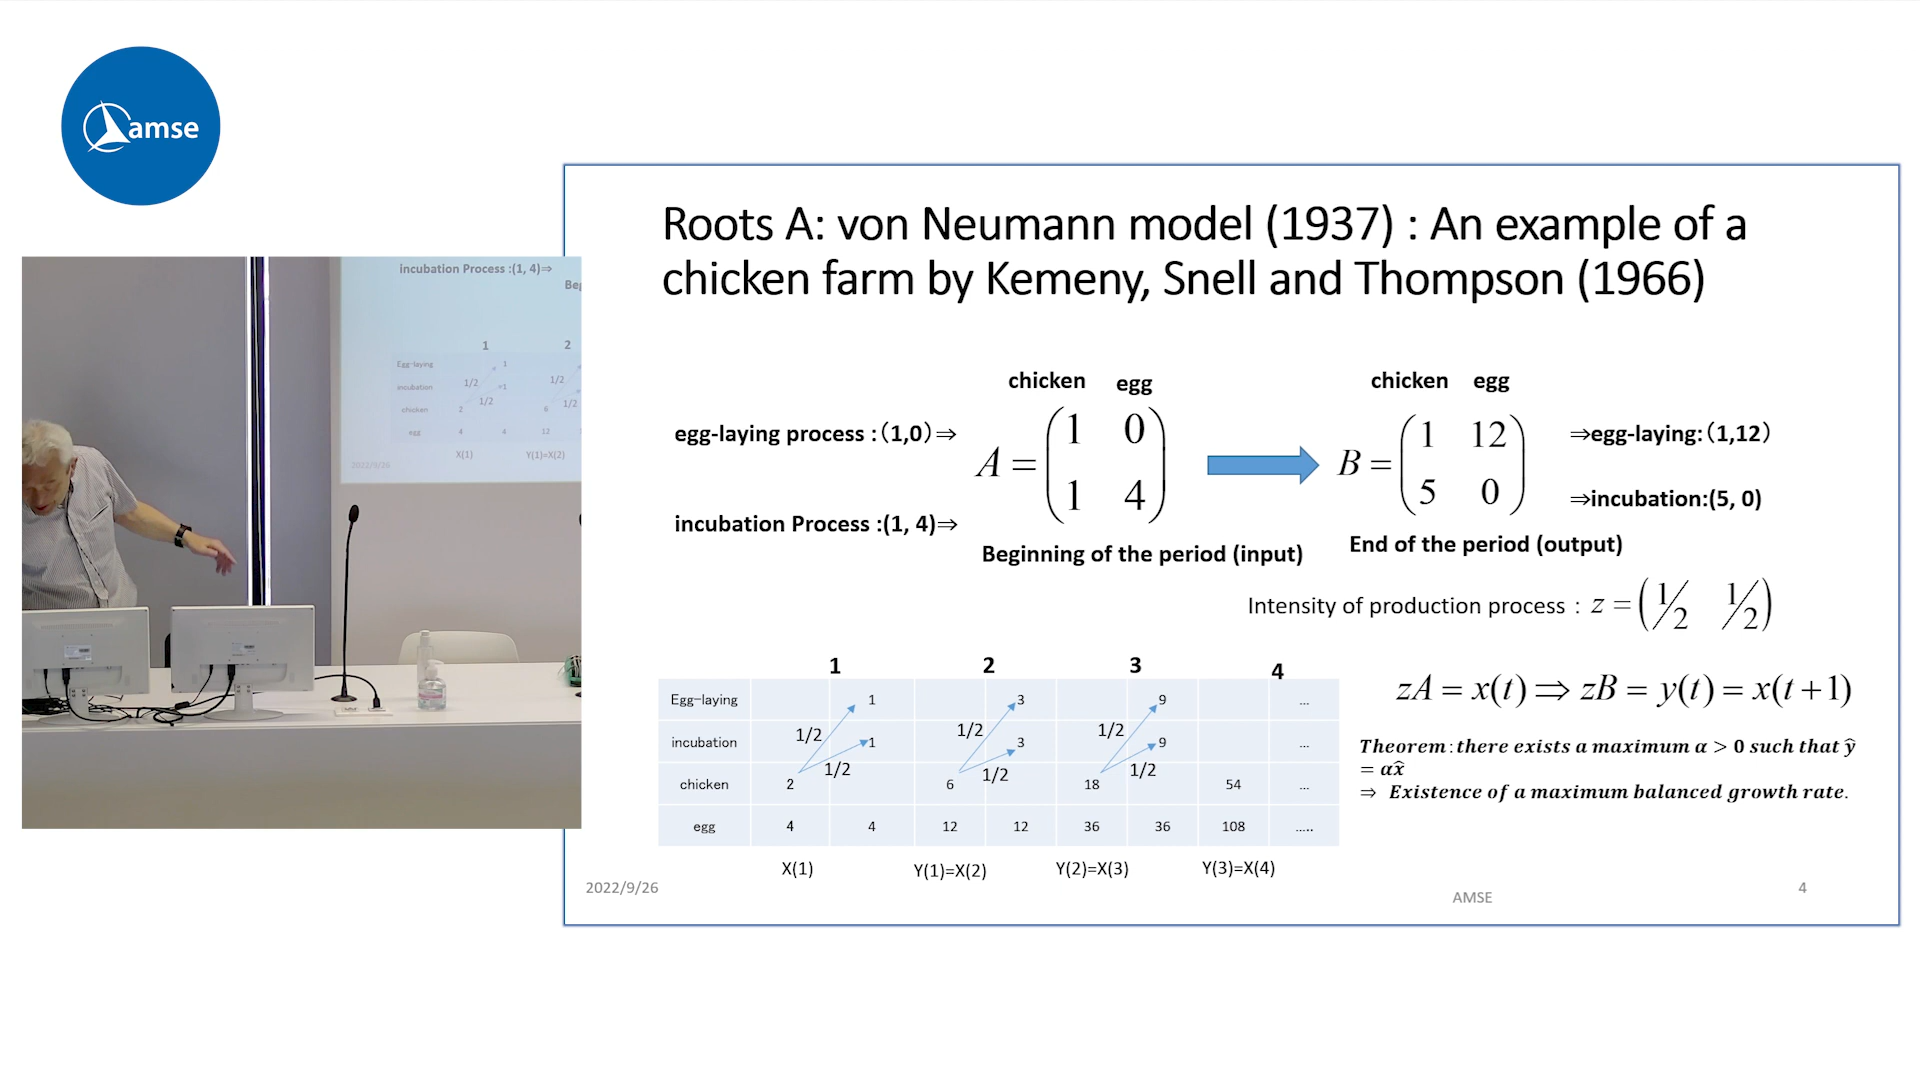 amse
incubation Process :(1, 4)⇒
1 2
Egg-laying 1
incubation 1/2 1 1/2
1/2 1/2
chicken 2 6
egg 4 4 12
X(1) Y(1)=X(2)
2022/9/26
Roots A: von Neumann model (1937) : An example of a
chicken farm by Kemeny, Snell and Thompson (1966)
chicken egg chicken egg
egg-laying process :(1,0)⇒ 1 0 1 12 ⇒egg-laying:(1,12)
A = B =
incubation Process :(1, 4)⇒ 1 4 5 0 ⇒incubation:(5, 0)
Beginning of the period (input) End of the period (output)
Intensity of production process : z = (1/2 1/2)
1 2 3 4
Egg-laying 1 3 9 ...
1/2 1/2 1/2
incubation 1 3 9 ...
1/2 1/2 1/2
chicken 2 6 18 54 ...
egg 4 4 12 12 36 36 108 .....
X(1) Y(1)=X(2) Y(2)=X(3) Y(3)=X(4)
zA = x(t) ⇒ zB = y(t) = x(t+1)
Theorem: there exists a maximum α > 0 such that ŷ
= αx̂
⇒ Existence of a maximum balanced growth rate.
2022/9/26 AMSE 4